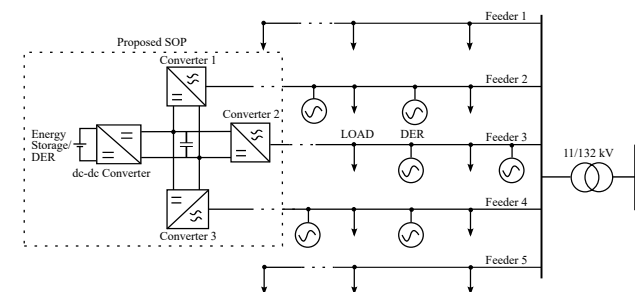 Feeder 1
Proposed SOP
Converter 1
Feeder 2
Converter 2
Energy
Storage/
DER
LOAD
DER
Feeder 3
11/132 kV
dc-dc Converter
Feeder 4
Converter 3
Feeder 5